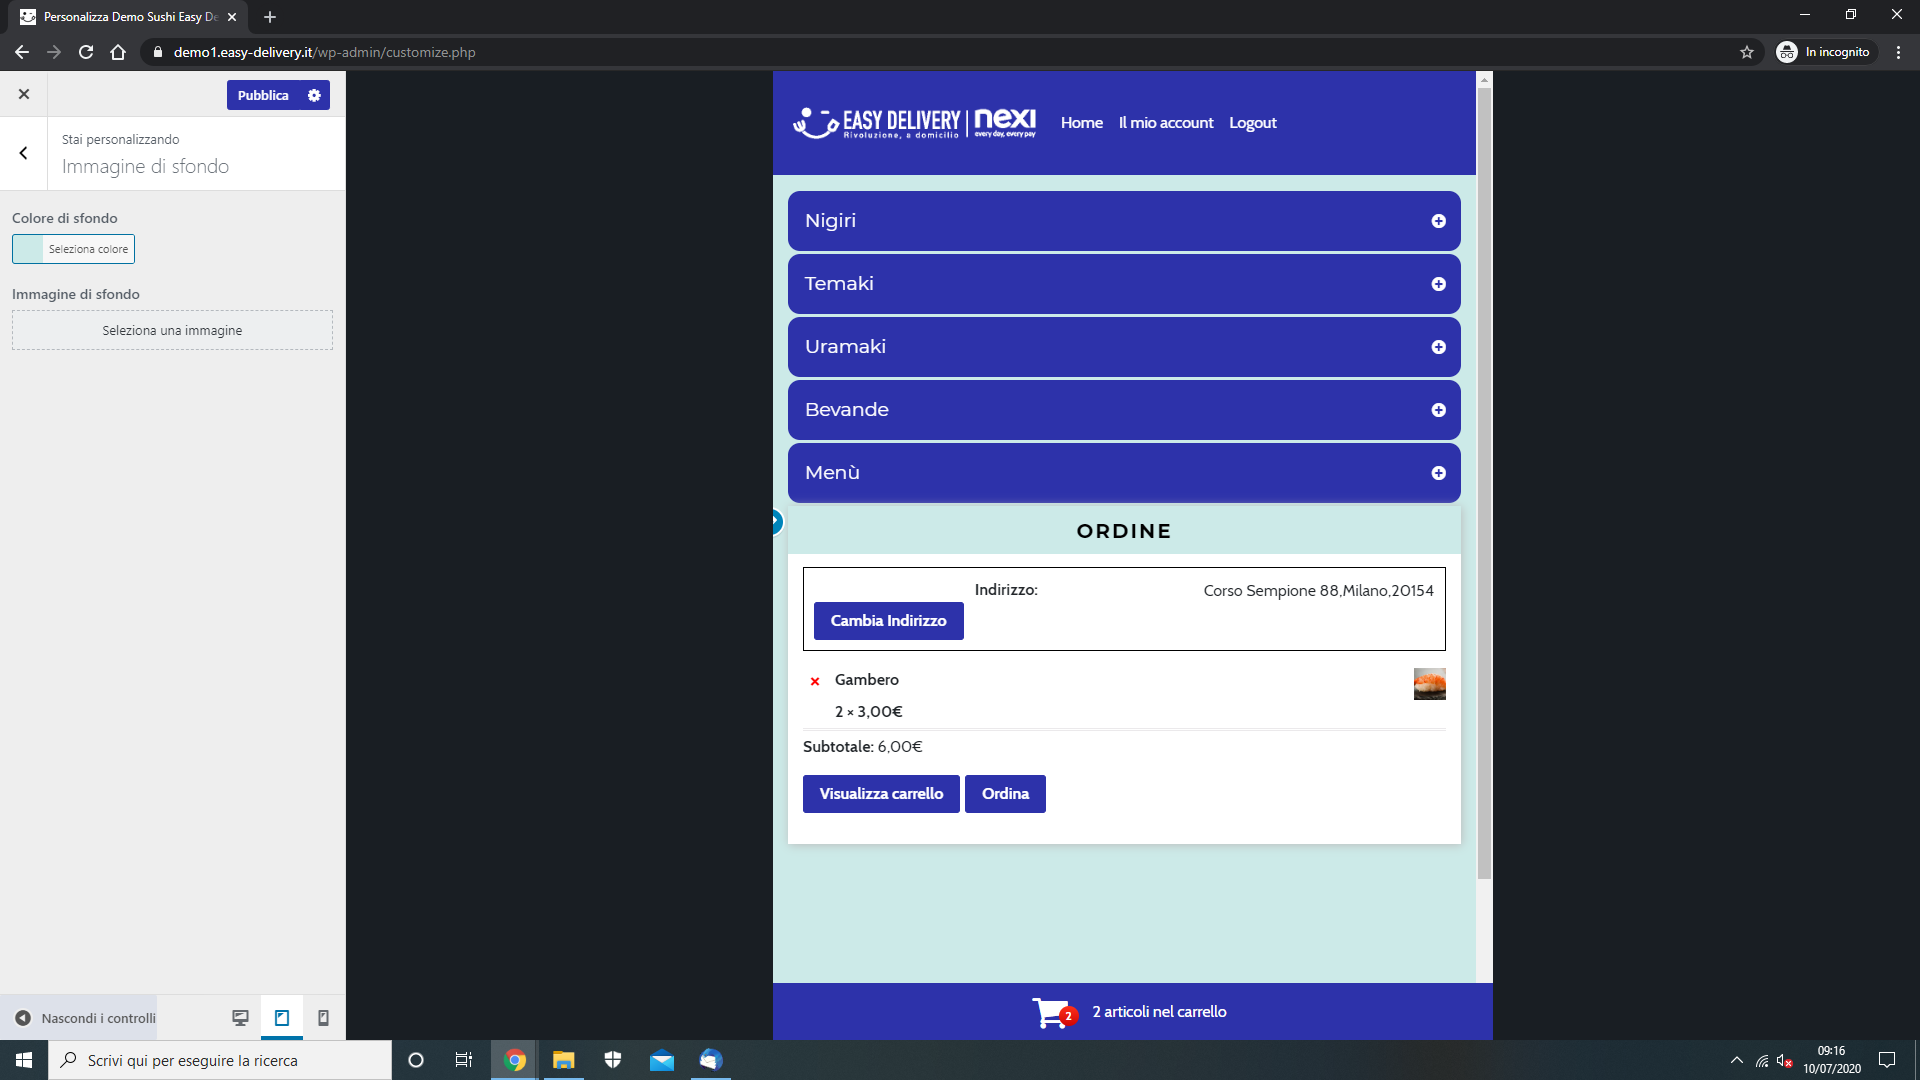 Personalizza Demo Sushi Easy De
demo1.easy-delivery.it/wp-admin/customize.php
In incognito
Pubblica
Stai personalizzando
Immagine di sfondo
Colore di sfondo
Seleziona colore
Immagine di sfondo
Seleziona una immagine
Nascondi i controlli
EASY DELIVERY
Rivoluzione, a domicilio
nexi
every day, every pay
Home Il mio account Logout
Nigiri
Temaki
Uramaki
Bevande
Menù
ORDINE
Indirizzo: Corso Sempione 88,Milano,20154
Cambia Indirizzo
× Gambero
2 × 3,00€
Subtotale: 6,00€
Visualizza carrello Ordina
2 2 articoli nel carrello
Scrivi qui per eseguire la ricerca
09:16
10/07/2020